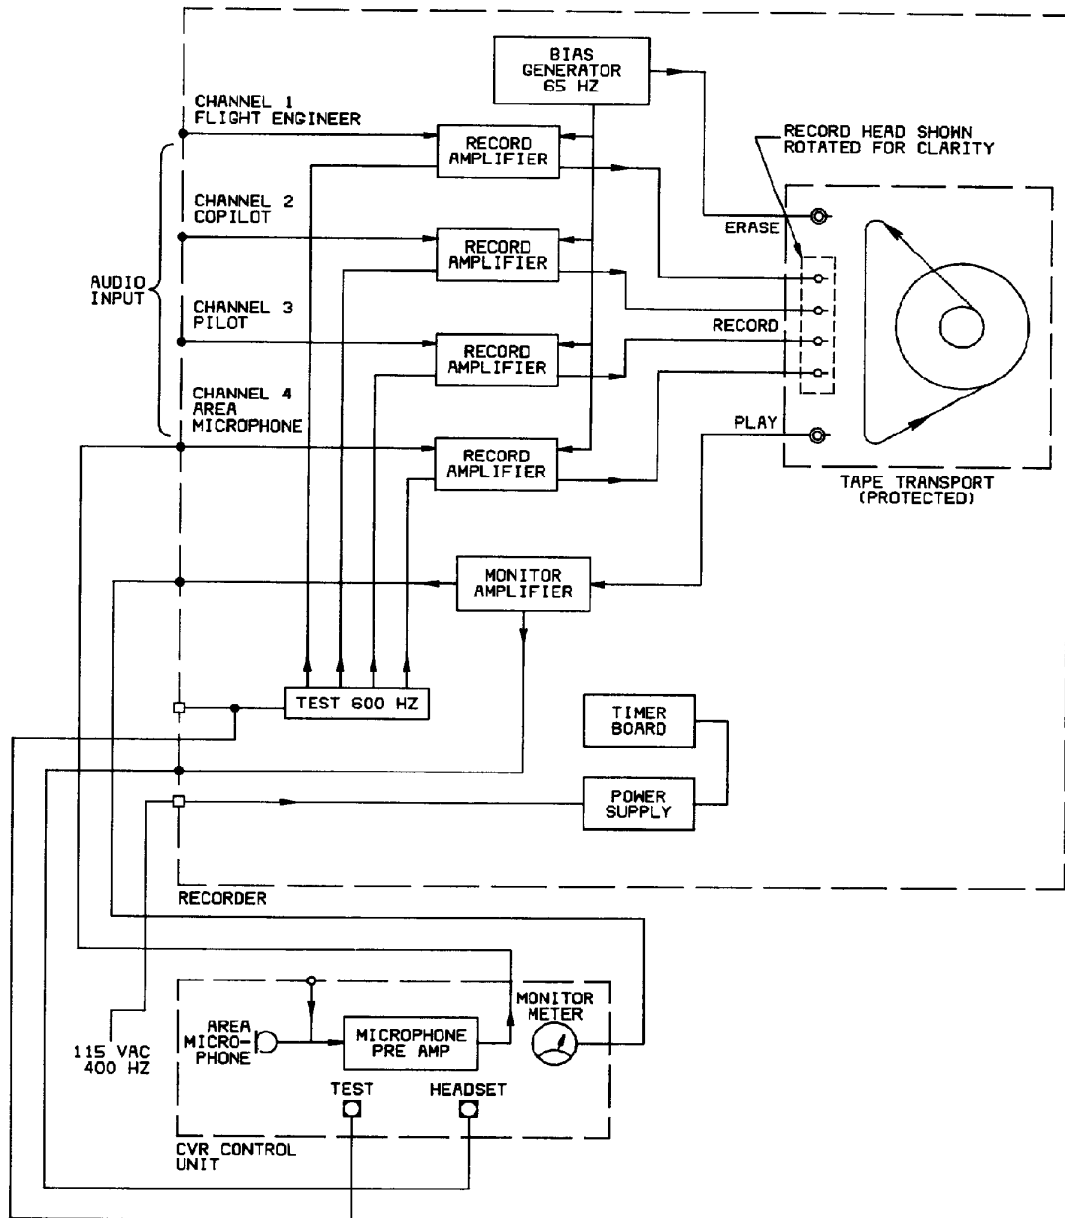 BIAS
GENERATOR
65 HZ
CHANNEL 1
FLIGHT ENGINEER
RECORD
AMPLIFIER
RECORD HEAD SHOWN
ROTATED FOR CLARITY
CHANNEL 2
COPILOT
RECORD
AMPLIFIER
ERASE
AUDIO
INPUT
CHANNEL 3
PILOT
RECORD
AMPLIFIER
RECORD
CHANNEL 4
AREA
MICROPHONE
RECORD
AMPLIFIER
PLAY
TAPE TRANSPORT
(PROTECTED)
MONITOR
AMPLIFIER
TEST 600 HZ
TIMER
BOARD
POWER
SUPPLY
RECORDER
115 VAC
400 HZ
AREA
MICRO-
PHONE
MICROPHONE
PRE AMP
MONITOR
METER
TEST
HEADSET
CVR CONTROL
UNIT